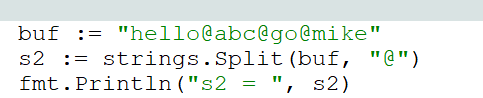 buf := "hello@abc@go@mike"
s2 := strings.Split(buf, "@")
fmt.Println("s2 = ", s2)